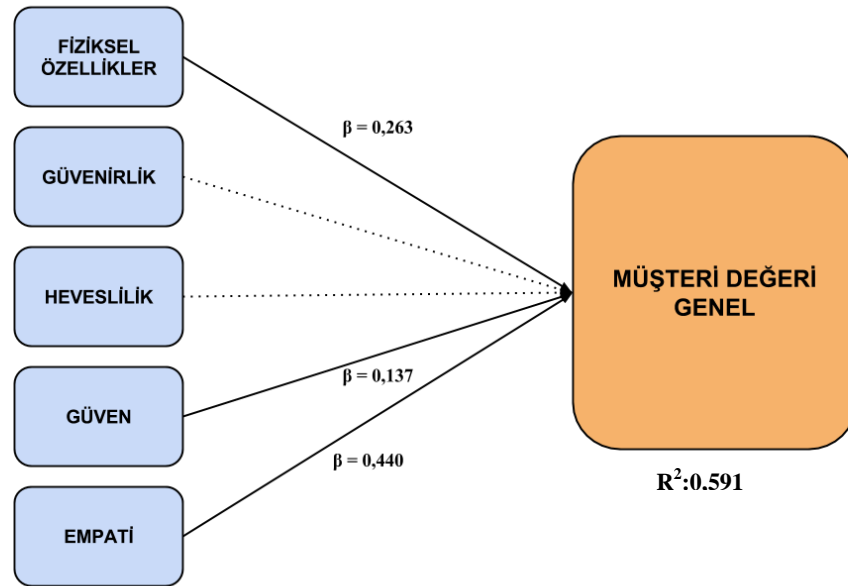 FİZİKSEL
ÖZELLİKLER
β = 0,263
GÜVENİRLİK
MÜŞTERİ DEĞERİ
GENEL
HEVESLİLİK
β = 0,137
GÜVEN
β = 0,440
R²:0,591
EMPATİ